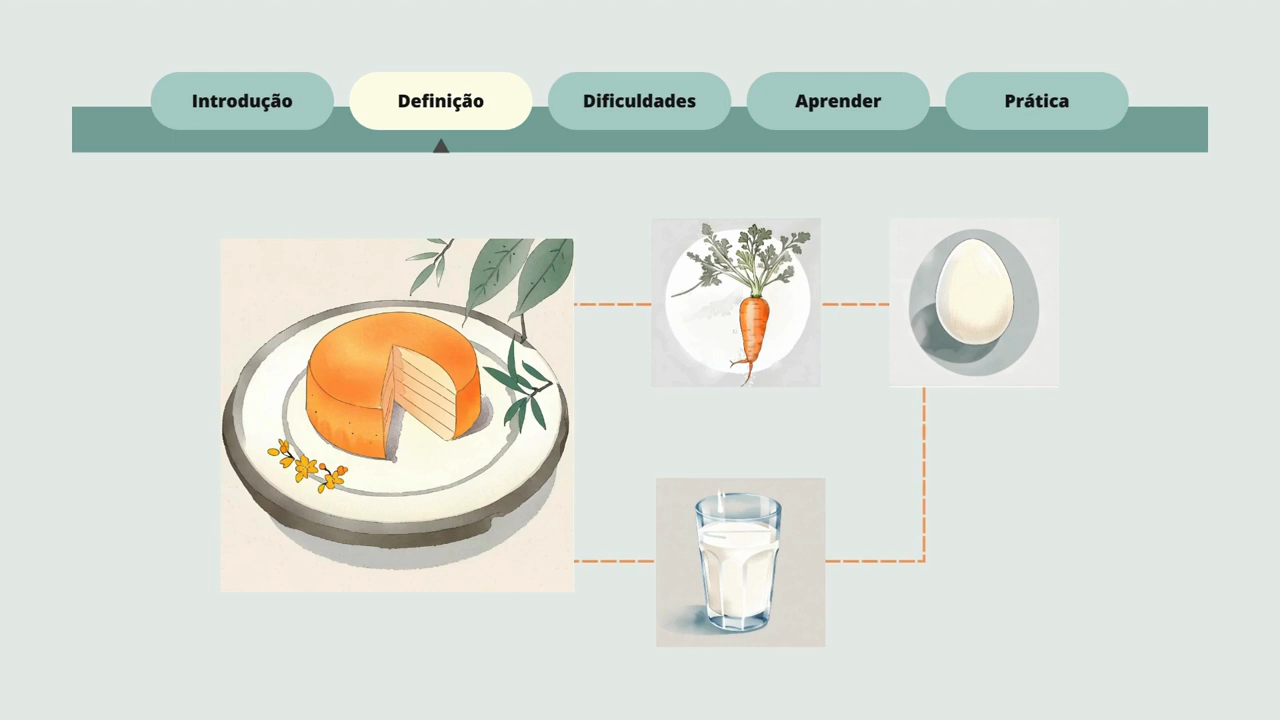 Introdução
Definição
Dificuldades
Aprender
Prática